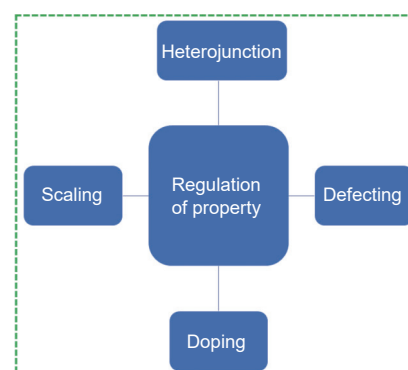 Heterojunction
Scaling
Regulation
of property
Defecting
Doping